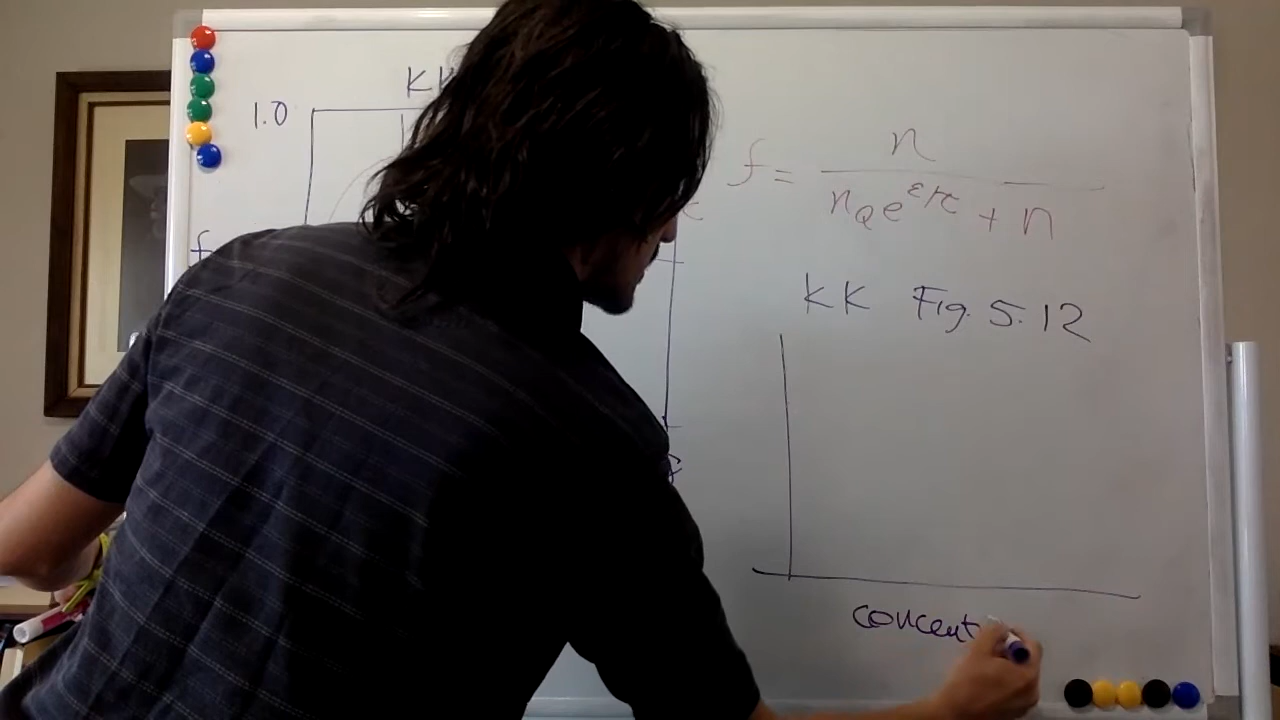 KK
1.0
f
f = n / n_Q e^{ε/τ} + n
KK Fig. 5.12
concent